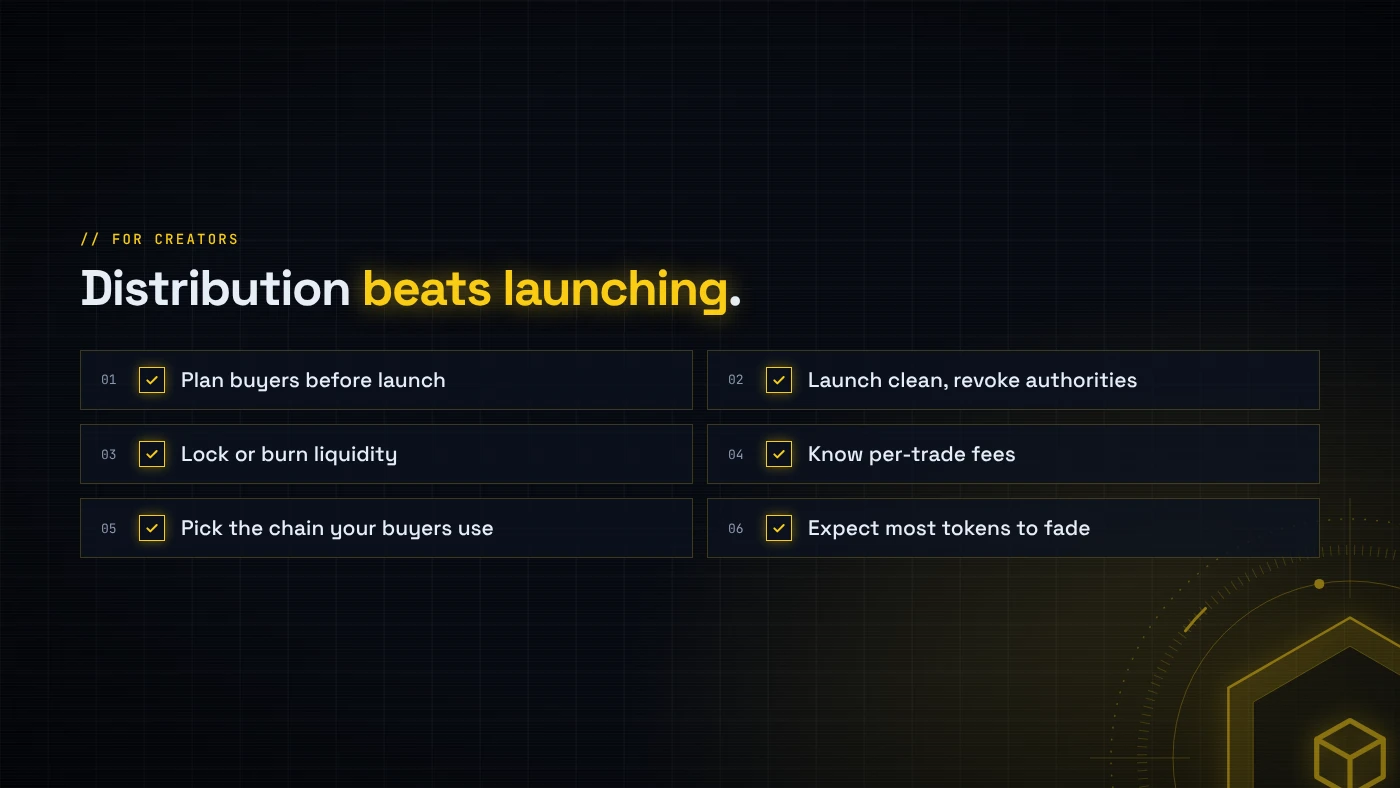 // FOR CREATORS
Distribution beats launching.
01 Plan buyers before launch
02 Launch clean, revoke authorities
03 Lock or burn liquidity
04 Know per-trade fees
05 Pick the chain your buyers use
06 Expect most tokens to fade